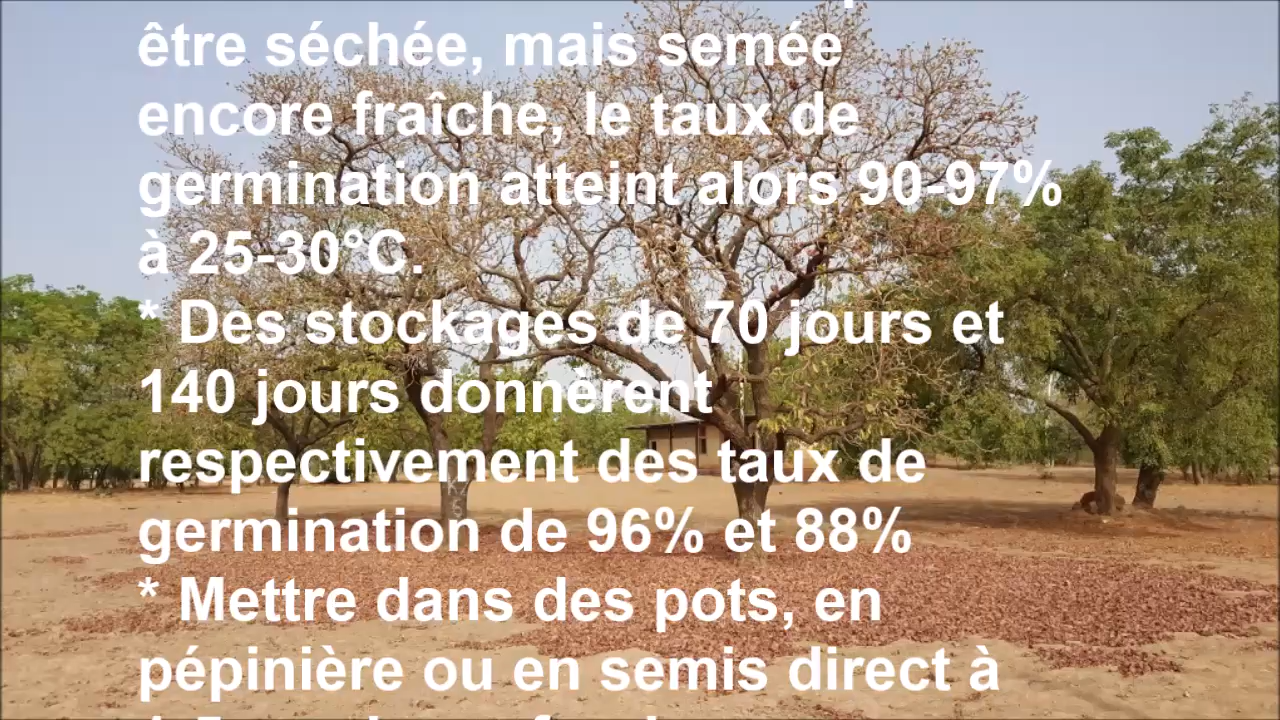 être séchée, mais semée
encore fraîche, le taux de
germination atteint alors 90-97%
à 25-30°C.
* Des stockages de 70 jours et
140 jours donnèrent
respectivement des taux de
germination de 96% et 88%
* Mettre dans des pots, en
pépinière ou en semis direct à